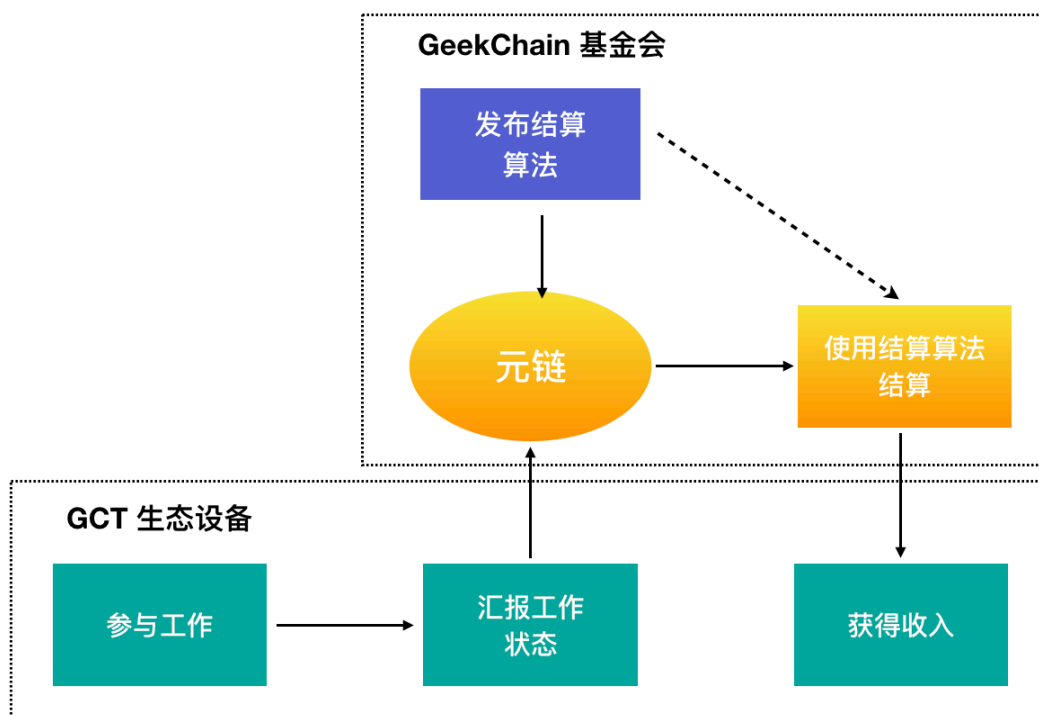 GeekChain 基金会
发布结算
算法
元链
使用结算算法
结算
GCT 生态设备
参与工作
汇报工作
状态
获得收入